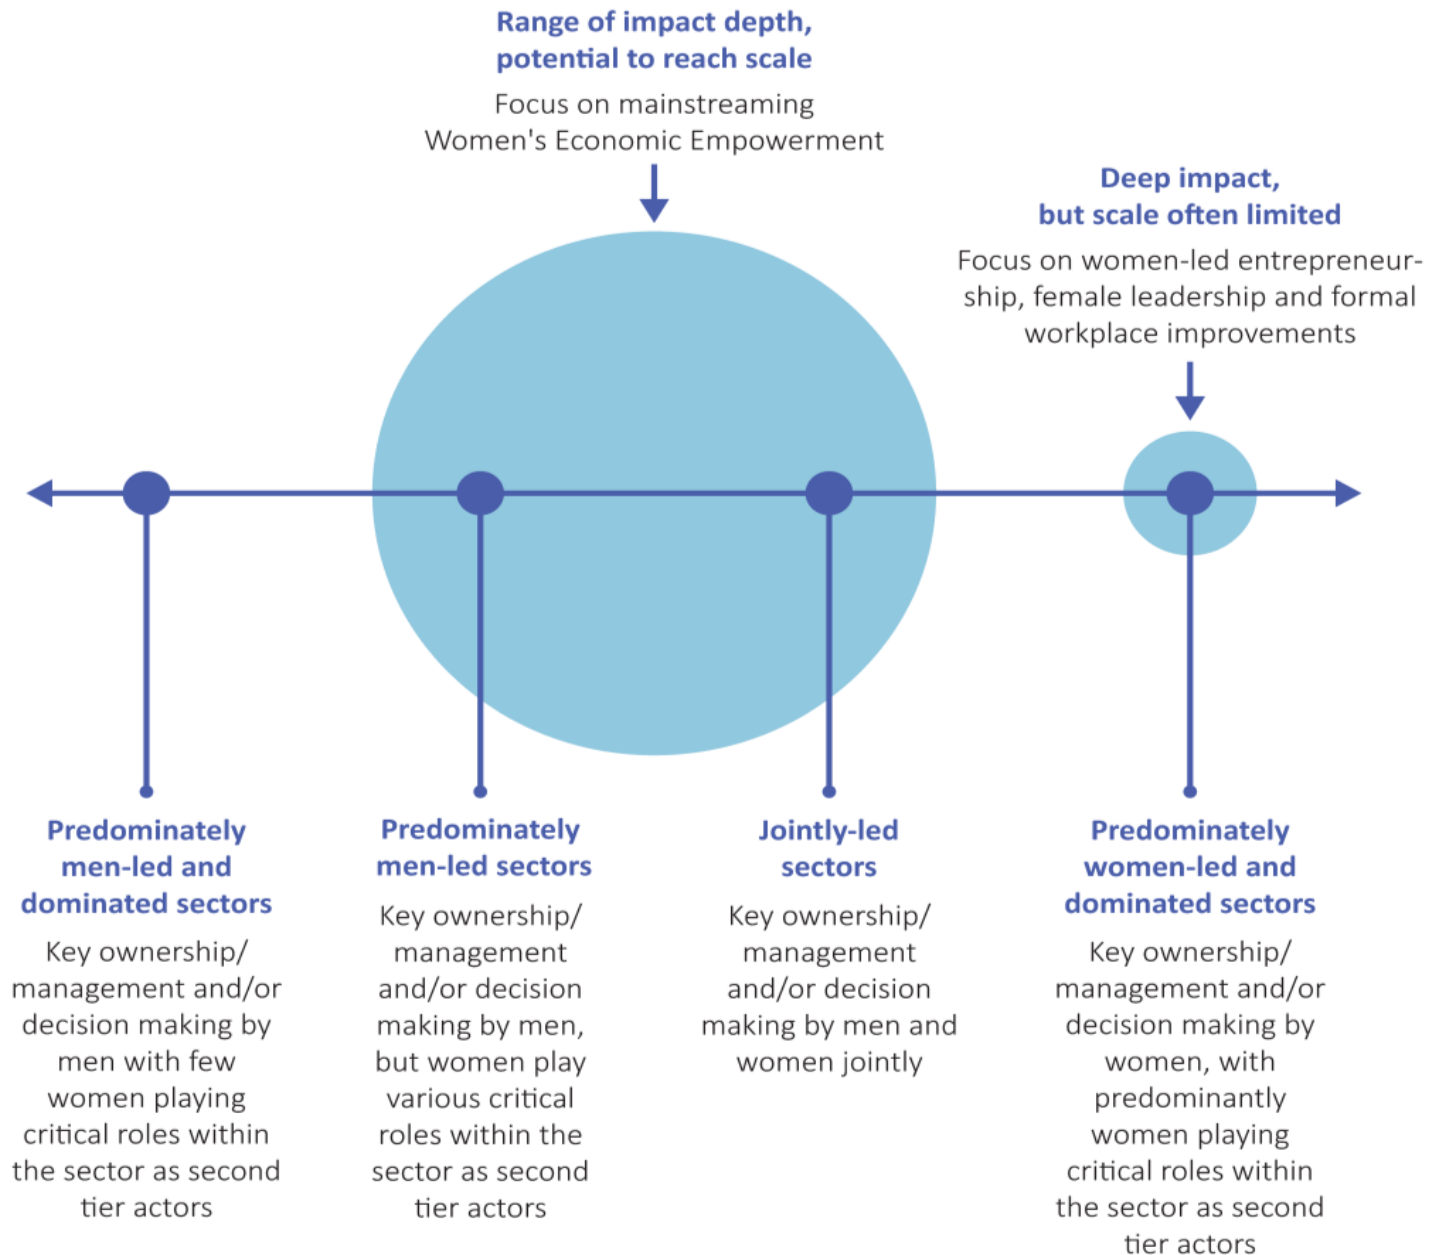 Range of impact depth,
potential to reach scale
Focus on mainstreaming
Women's Economic Empowerment
Deep impact,
but scale often limited
Focus on women-led entrepreneur-
ship, female leadership and formal
workplace improvements
Predominately
men-led and
dominated sectors
Key ownership/
management and/or
decision making by
men with few
women playing
critical roles within
the sector as second
tier actors
Predominately
men-led sectors
Key ownership/
management
and/or decision
making by men,
but women play
various critical
roles within the
sector as second
tier actors
Jointly-led
sectors
Key ownership/
management
and/or decision
making by men and
women jointly
Predominately
women-led and
dominated sectors
Key ownership/
management and/or
decision making by
women, with
predominantly
women playing
critical roles within
the sector as second
tier actors